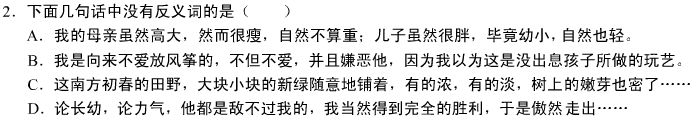 2．下面几句话中没有反义词的是（　　）
A．我的母亲虽然高大，然而很瘦，自然不算重；儿子虽然很胖，毕竟幼小，自然也轻。
B．我是向来不爱放风筝的，不但不爱，并且嫌恶他，因为我以为这是没出息孩子所做的玩艺。
C．这南方初春的田野，大块小块的新绿随意地铺着，有的浓，有的淡，树上的嫩芽也密了……
D．论长幼，论力气，他都是敌不过我的，我当然得到完全的胜利，于是傲然走出……